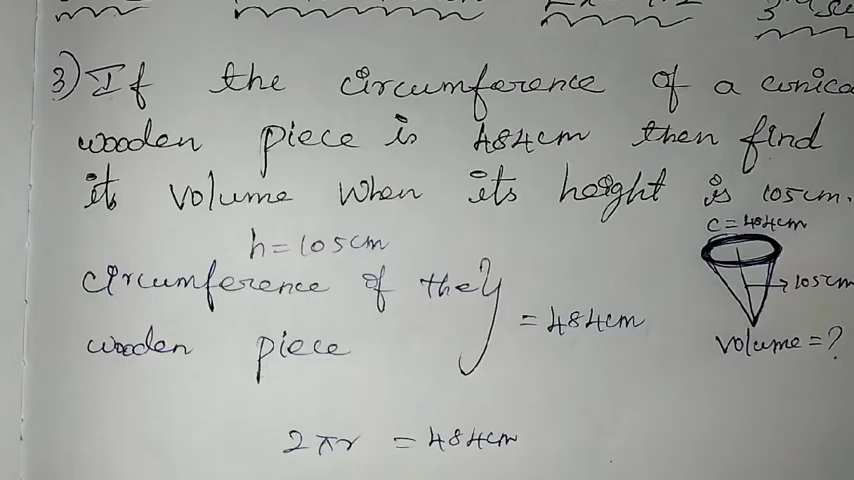 3) If the circumference of a conica
wooden piece is 484cm then find
its volume when its height is 105cm.
C=484cm
h=105cm
circumference of the
105cm
= 484cm
wooden piece
volume=?
2πr = 484cm